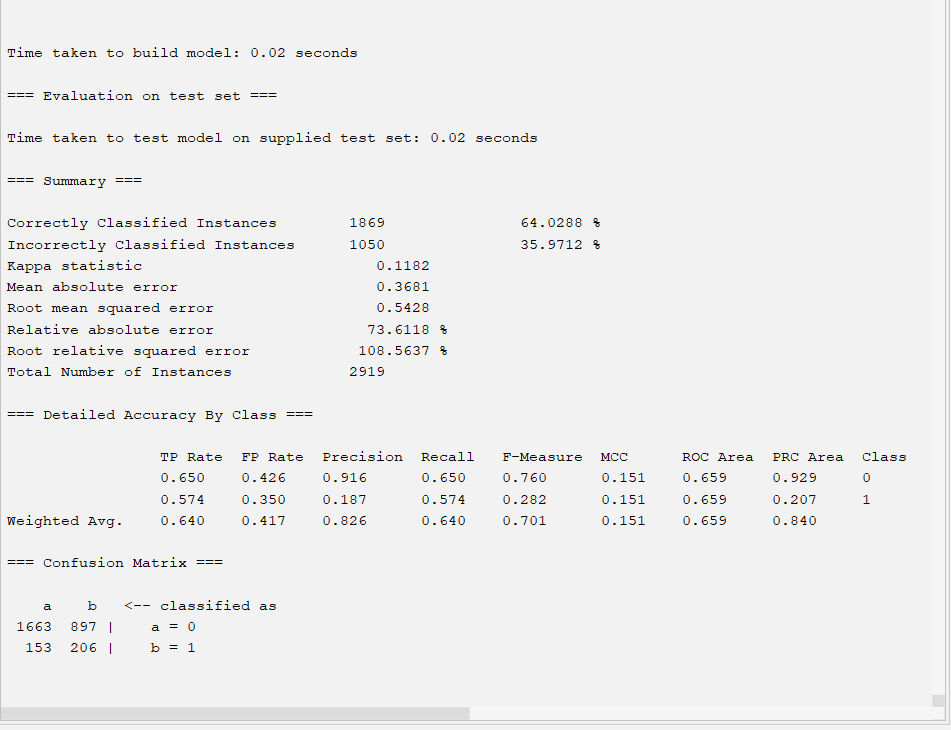 Time taken to build model: 0.02 seconds
=== Evaluation on test set ===
Time taken to test model on supplied test set: 0.02 seconds
=== Summary ===
Correctly Classified Instances        1869               64.0288 %
Incorrectly Classified Instances      1050               35.9712 %
Kappa statistic                          0.1182
Mean absolute error                      0.3681
Root mean squared error                  0.5428
Relative absolute error                 73.6118 %
Root relative squared error            108.5637 %
Total Number of Instances             2919
=== Detailed Accuracy By Class ===
                 TP Rate  FP Rate  Precision  Recall   F-Measure  MCC      ROC Area  PRC Area  Class
                 0.650    0.426    0.916      0.650    0.760      0.151    0.659     0.929     0
                 0.574    0.350    0.187      0.574    0.282      0.151    0.659     0.207     1
Weighted Avg.    0.640    0.417    0.826      0.640    0.701      0.151    0.659     0.840
=== Confusion Matrix ===
    a    b   <-- classified as
 1663  897 |    a = 0
  153  206 |    b = 1